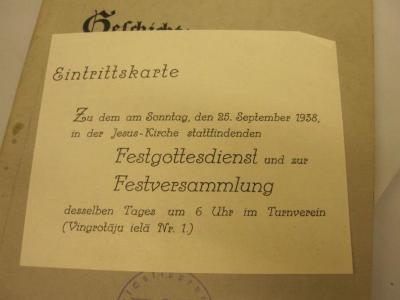 Geschichte
Eintrittskarte
Zu dem am Sonntag, den 25. September 1938,
in der Jesus-Kirche stattfindenden
Festgottesdienst und zur
Festversammlung
desselben Tages um 6 Uhr im Turnverein
(Vingrotāju ielā Nr. 1.)